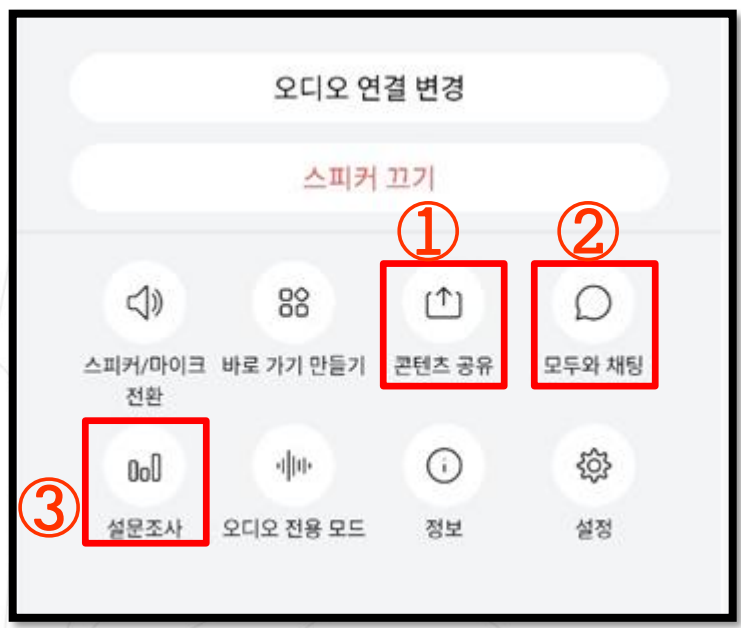 오디오 연결 변경
스피커 끄기
① ②
스피커/마이크 바로 가기 만들기 콘텐츠 공유 모두와 채팅
전환
③
설문조사 오디오 전용 모드 정보 설정